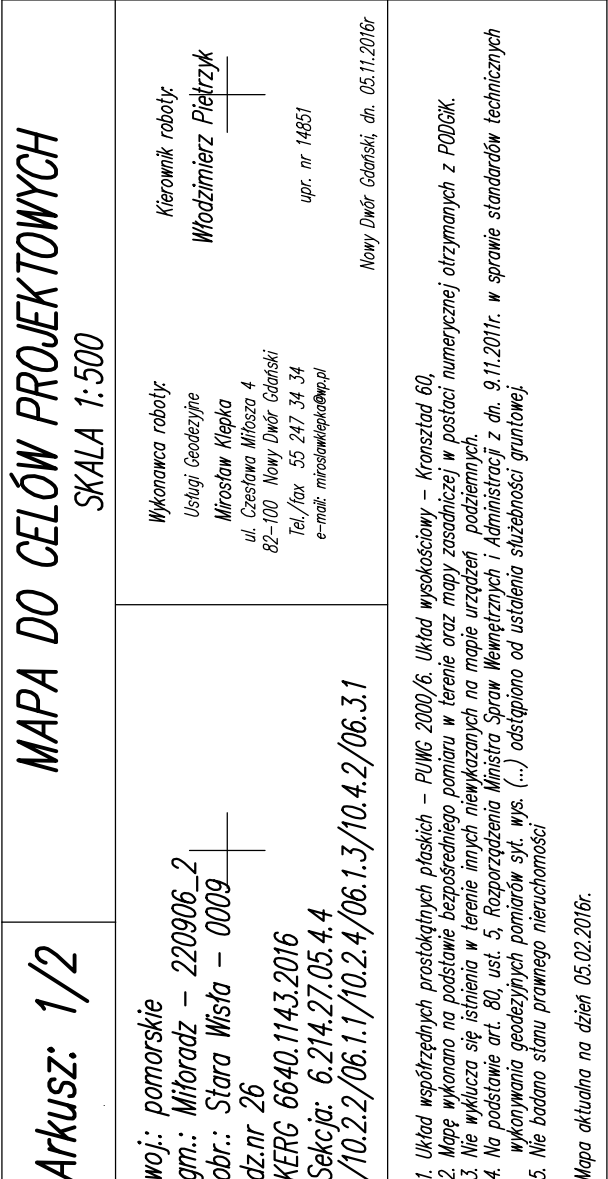 Arkusz: 1/2
MAPA DO CELÓW PROJEKTOWYCH
SKALA 1:500
woj.: pomorskie
gm.: Miłoradz – 220906_2
obr.: Stara Wisła – 0009
dz.nr 26
KERG 6640.1143.2016
Sekcja: 6.214.27.05.4.4
/10.2.2/06.1.1/10.2.4/06.1.3/10.4.2/06.3.1
Wykonawca roboty:
Usługi Geodezyjne
Mirosław Klepka
ul. Czesława Miłosza 4
82–100 Nowy Dwór Gdański
Tel./fax 55 247 34 34
e–mail: miroslawklepka@wp.pl
Kierownik roboty:
Włodzimierz Pietrzyk
upr. nr 14851
Nowy Dwór Gdański, dn. 05.11.2016r
1. Układ współrzędnych prostokątnych płaskich – PUWG 2000/6. Układ wysokościowy – Kronsztad 60,
2. Mapę wykonano na podstawie bezpośredniego pomiaru w terenie oraz mapy zasadniczej w postaci numerycznej otrzymanych z PODGiK.
3. Nie wyklucza się istnienia w terenie innych niewykazanych na mapie urządzeń podziemnych.
4. Na podstawie art. 80, ust. 5, Rozporządzenia Ministra Spraw Wewnętrznych i Administracji z dn. 9.11.2011r. w sprawie standardów technicznych
wykonywania geodezyjnych pomiarów syt. wys. (...) odstąpiono od ustalenia służebności gruntowej.
5. Nie badano stanu prawnego nieruchomości
Mapa aktualna na dzień 05.02.2016r.